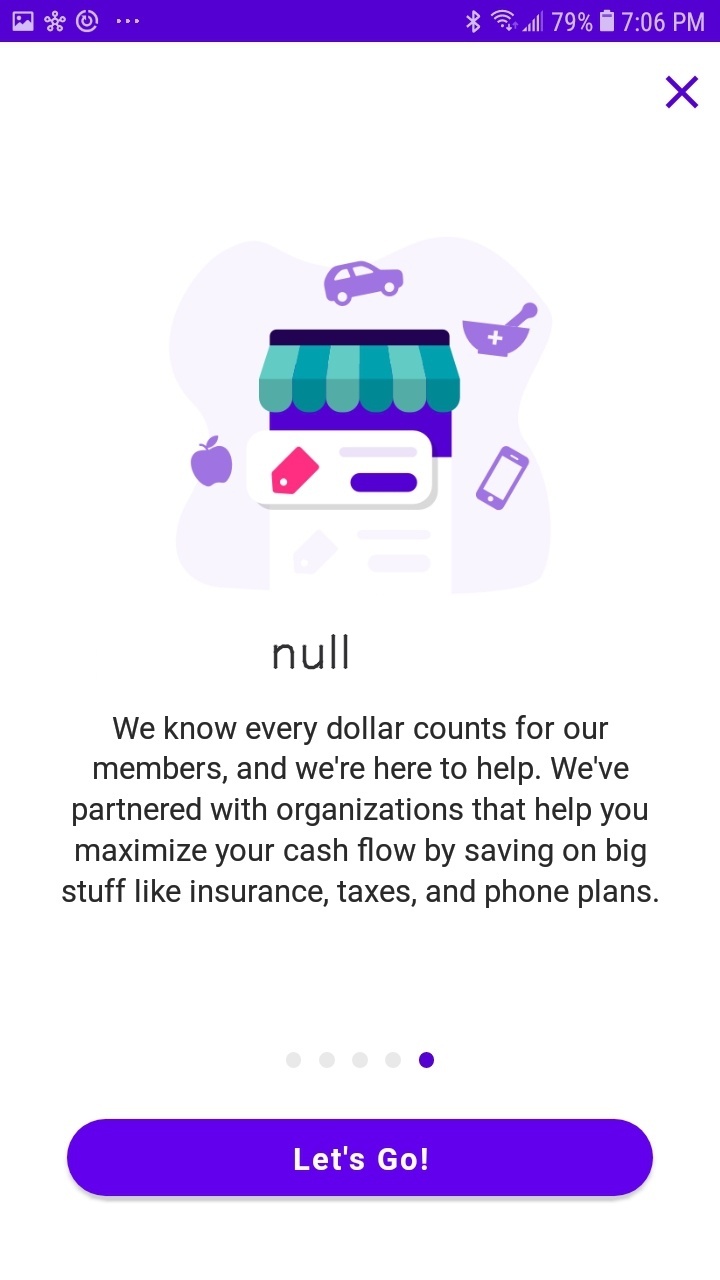 79% 7:06 PM
null
We know every dollar counts for our
members, and we're here to help. We've
partnered with organizations that help you
maximize your cash flow by saving on big
stuff like insurance, taxes, and phone plans.
Let's Go!